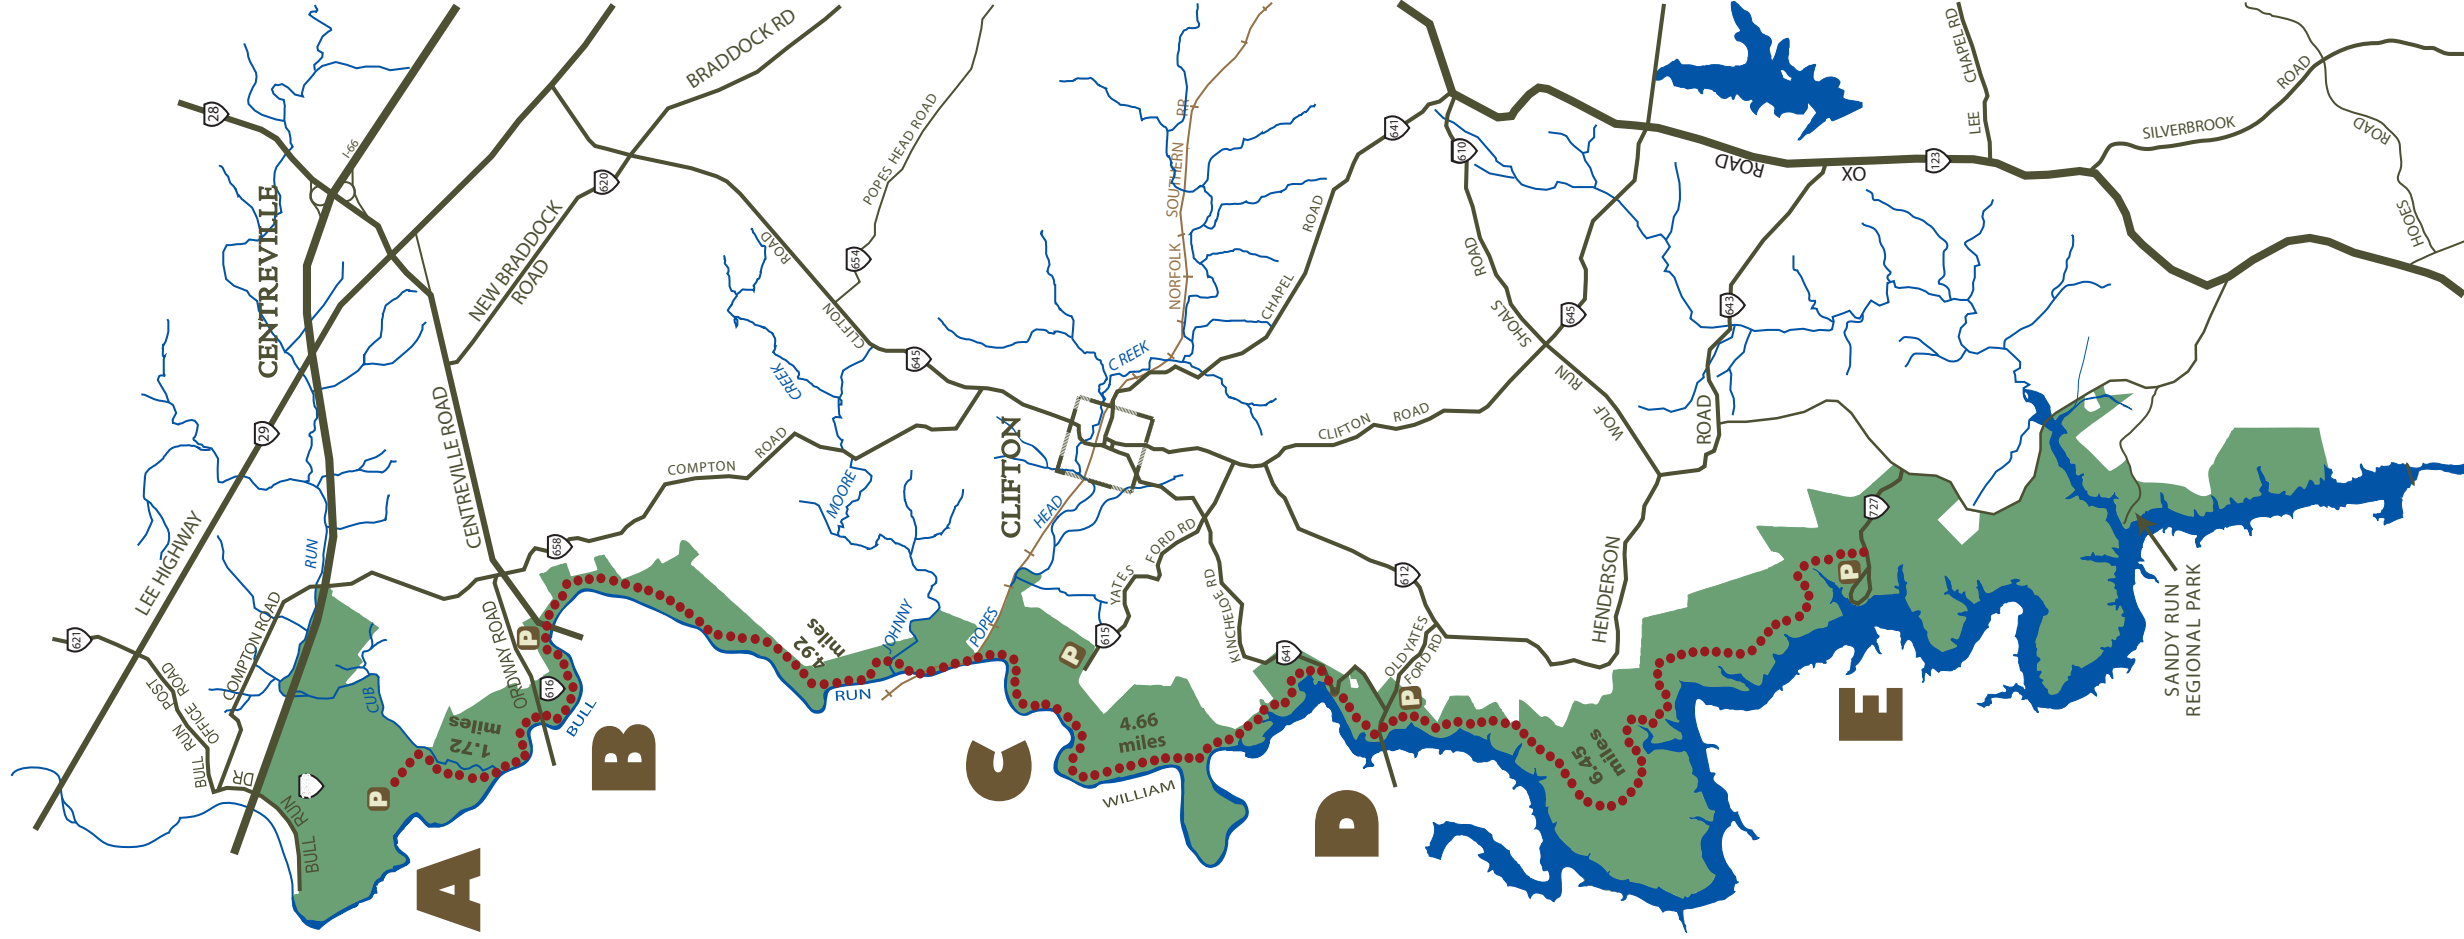 28
I-66
BRADDOCK RD
CENTREVILLE
620
NEW BRADDOCK
ROAD
POPES HEAD ROAD
654
CLIFTON
ROAD
645
SOUTHERN
RR
NORFOLK
641
CHAPEL
ROAD
610
ROAD
SHOALS
RUN
WOLF
645
ROAD
OX
123
LEE
CHAPEL RD
SILVERBROOK
ROAD
HOOES
ROAD
643
ROAD
HENDERSON
29
LEE HIGHWAY
621
CENTREVILLE ROAD
RUN
COMPTON
ROAD
658
CREEK
MOORE
JOHNNY
CREEK
CLIFTON
HEAD
POPES
CLIFTON
ROAD
YATES
FORD RD
615
KINCHELOE RD
641
612
OLD YATES
FORD RD
727
COMPTON ROAD
BULL RUN
POST
OFFICE ROAD
BULL
RUN
DR
CUB
ORDWAY ROAD
616
BULL
RUN
1.72
miles
4.92
miles
4.66
miles
6.45
miles
WILLIAM
P
P
P
P
P
A
B
C
D
E
SANDY RUN
REGIONAL PARK